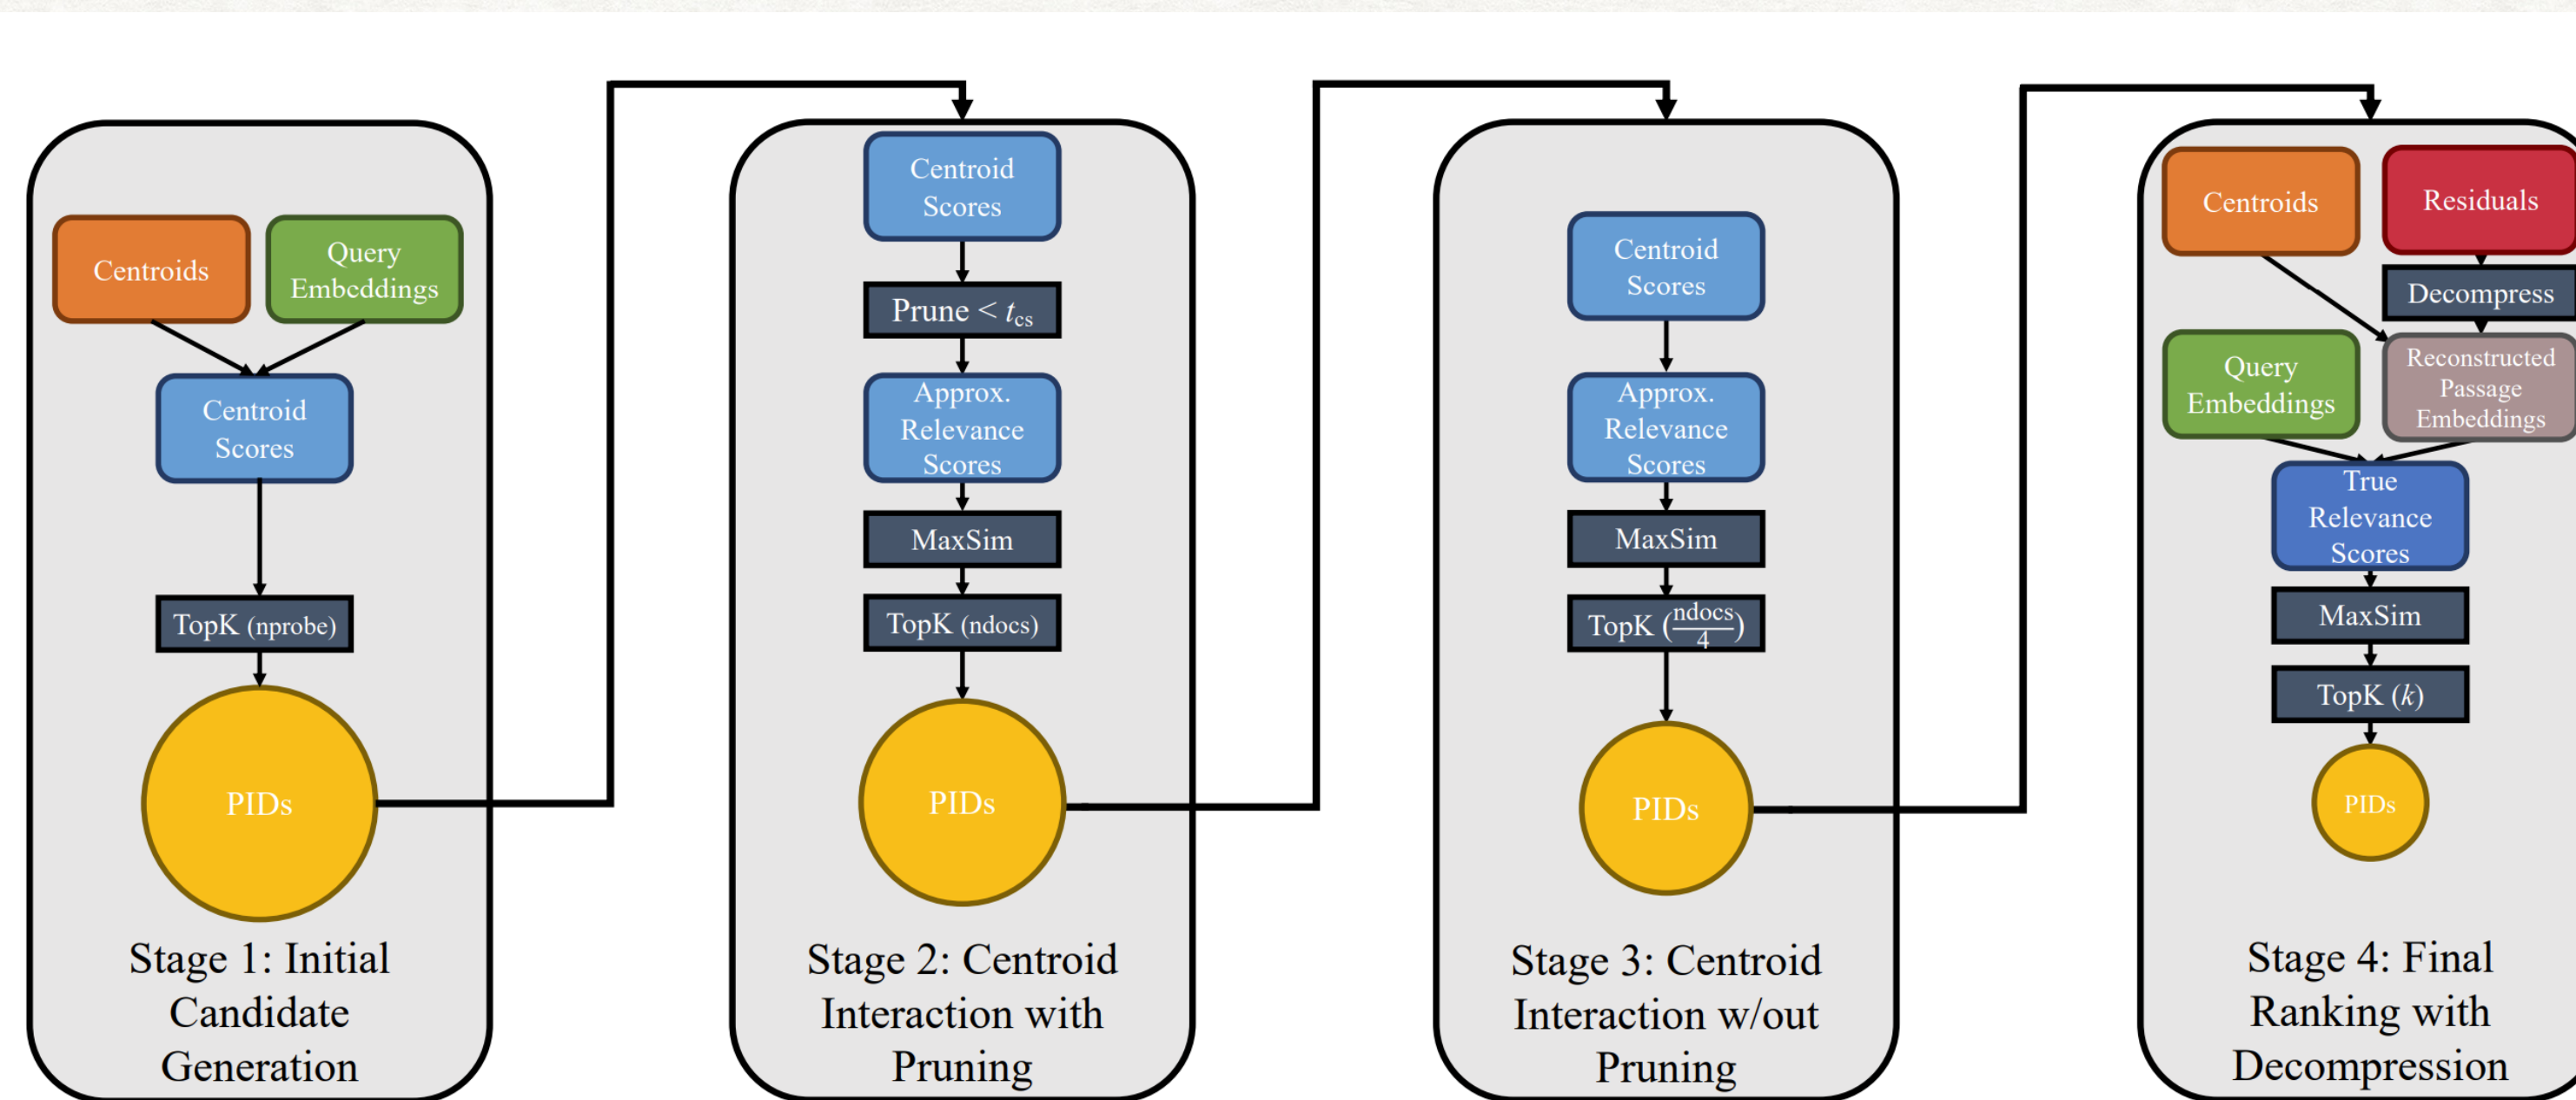 Centroids
Query
Embeddings
Centroid
Scores
TopK (nprobe)
PIDs
Stage 1: Initial
Candidate
Generation
Centroid
Scores
Prune < t_cs
Approx.
Relevance
Scores
MaxSim
TopK (ndocs)
PIDs
Stage 2: Centroid
Interaction with
Pruning
Centroid
Scores
Approx.
Relevance
Scores
MaxSim
TopK (ndocs/4)
PIDs
Stage 3: Centroid
Interaction w/out
Pruning
Centroids
Residuals
Decompress
Query
Embeddings
Reconstructed
Passage
Embeddings
True
Relevance
Scores
MaxSim
TopK (k)
PIDs
Stage 4: Final
Ranking with
Decompression